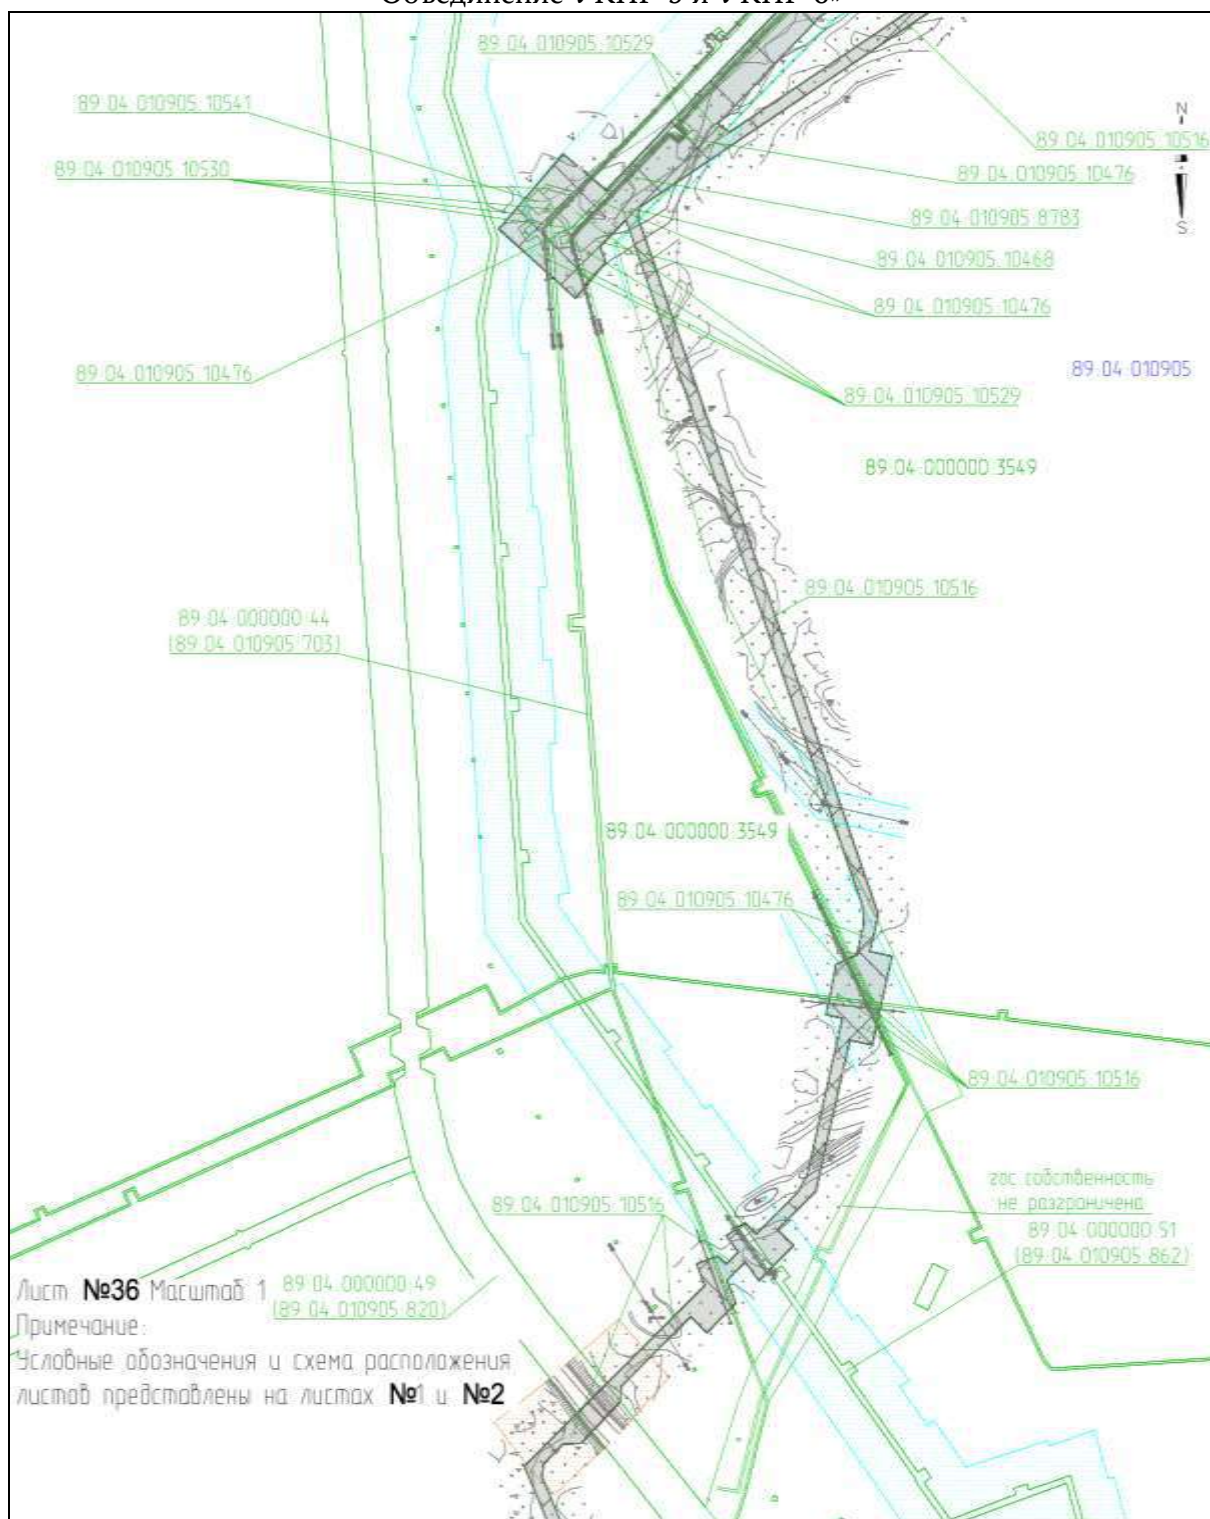 89 04 010905 10529
89 04 010905 10541
N
89 04 010905 10516
89 04 010905 10530
89 04 010905 10476
89 04 010905 8783
S
89 04 010905 10468
89 04 010905 10476
89 04 010905 10476
89 04 010905
89 04 010905 10529
89 04 000000 3549
89 04 010905 10516
89 04 000000 44
(89 04 010905 703)
89 04 000000 3549
89 04 010905 10476
89 04 010905 10516
гос собственность
не разграничена
89 04 010905 10516
89 04 000000 51
(89 04 010905 862)
Лист №36 Масштаб 1
89 04 000000 49
(89 04 010905 820)
Примечание:
Условные обозначения и схема расположения
листов представлены на листах №1 и №2